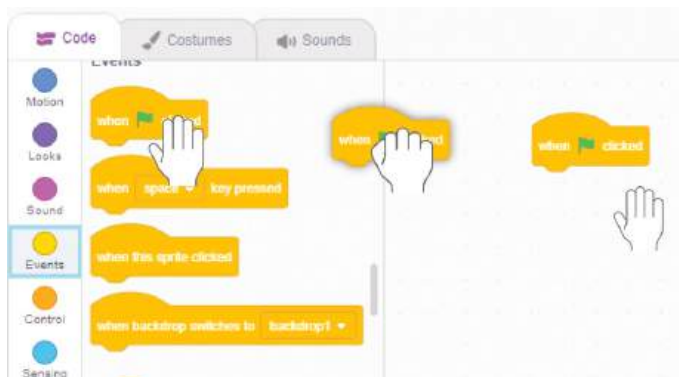 Code Costumes Sounds
Events
Motion
Looks
Sound
Events
Control
Sensing
when clicked
when space key pressed
when this sprite clicked
when backdrop switches to backdrop1
when
when clicked